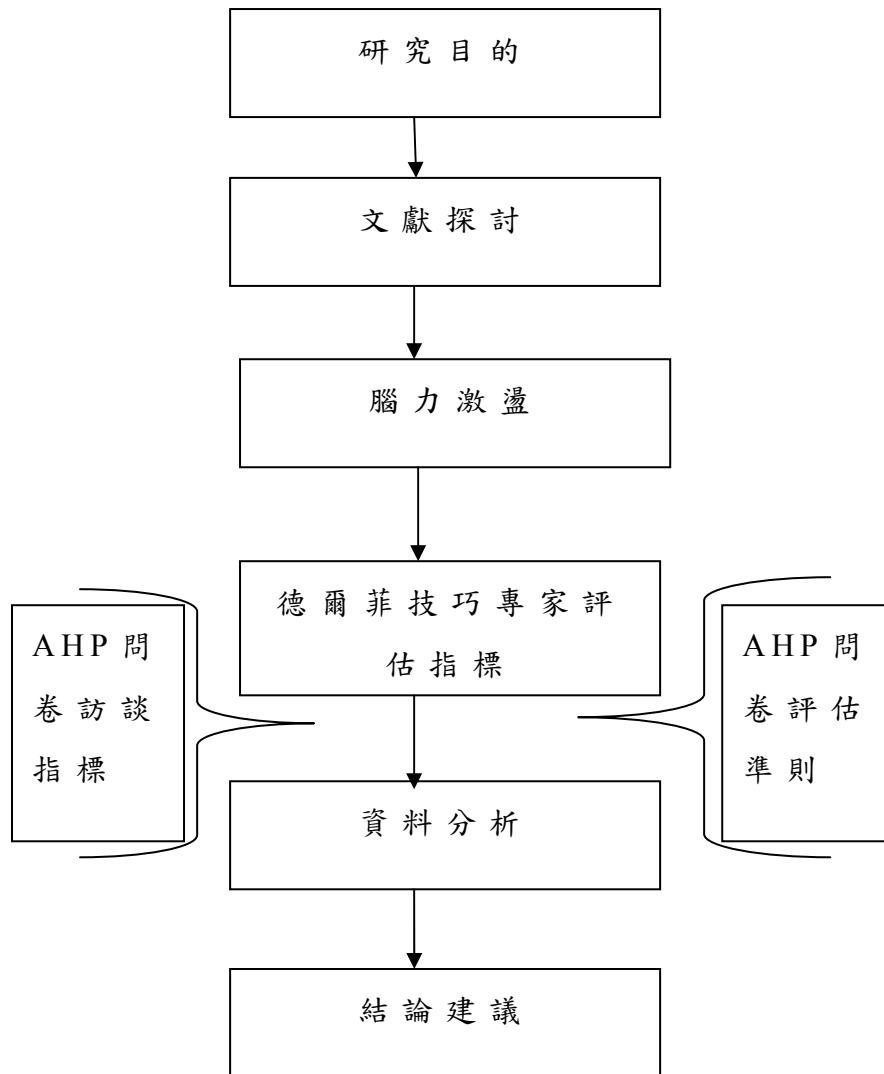 研究目的
文獻探討
腦力激盪
德爾菲技巧專家評
估指標
AHP問
卷訪談
指標
AHP問
卷評估
準則
資料分析
結論建議